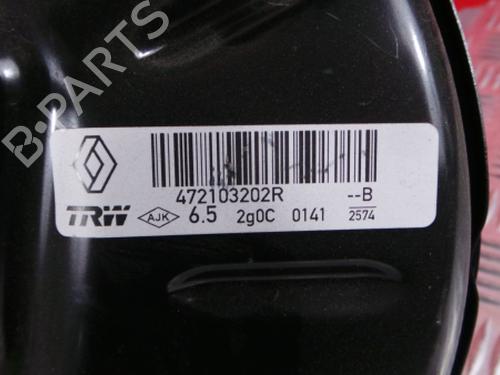 B-PARTS
472103202R --B
TRW AJK 6.5 2g0C 0141 2574